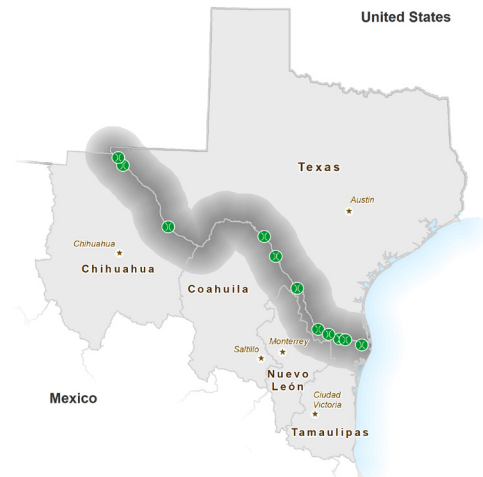 United States
Texas
Austin
Chihuahua
Chihuahua
Coahuila
Monterrey
Saltillo
Nuevo
León
Mexico
Ciudad
Victoria
Tamaulipas